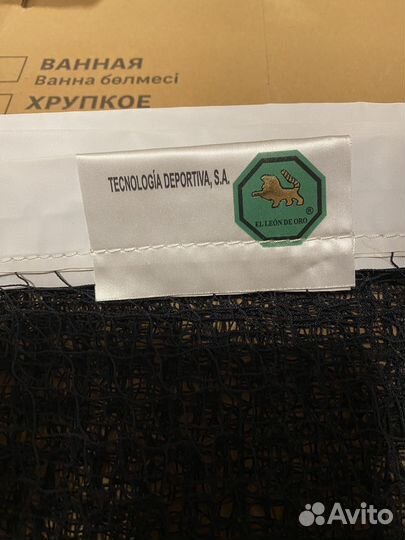 ВАННАЯ
Ванна бөлмесі
ХРУПКОЕ
TECNOLOGÍA DEPORTIVA, S.A.
EL LEÓN DE ORO
®
Avito